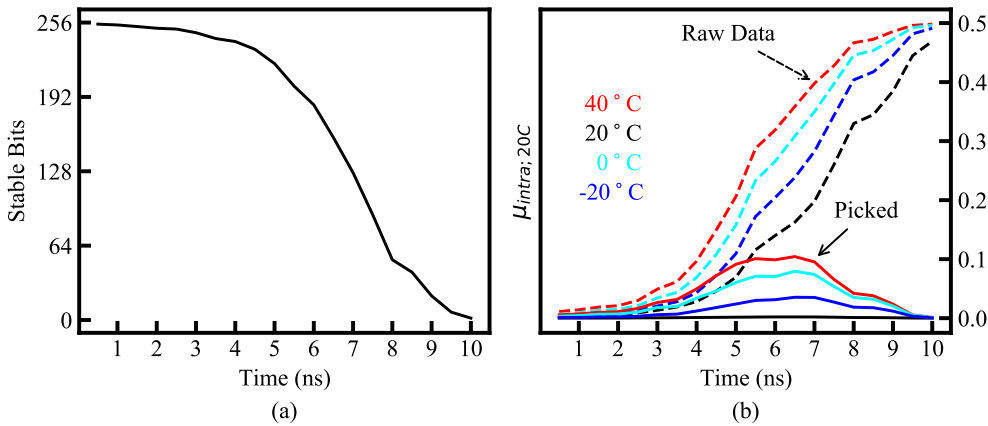 256
192
128
64
0
Stable Bits
1 2 3 4 5 6 7 8 9 10
Time (ns)
(a)
Raw Data
40°C
20°C
0°C
-20°C
Picked
μintra; 20C
0.5
0.4
0.3
0.2
0.1
0.0
1 2 3 4 5 6 7 8 9 10
Time (ns)
(b)